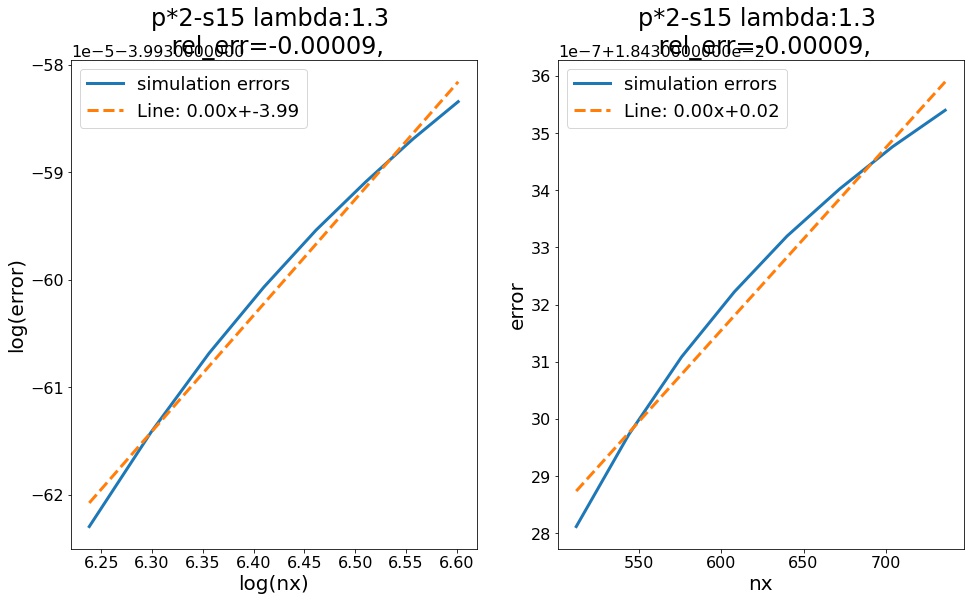 p*2-s15 lambda:1.3
rel_err=-0.00009,
1e−5−3.9930000000
simulation errors
Line: 0.00x+-3.99
−58
−59
−60
−61
−62
log(error)
6.25 6.30 6.35 6.40 6.45 6.50 6.55 6.60
log(nx)
p*2-s15 lambda:1.3
rel_err=-0.00009,
1e−7+1.8430000000e−2
simulation errors
Line: 0.00x+0.02
36
35
34
33
32
31
30
29
28
error
550 600 650 700
nx